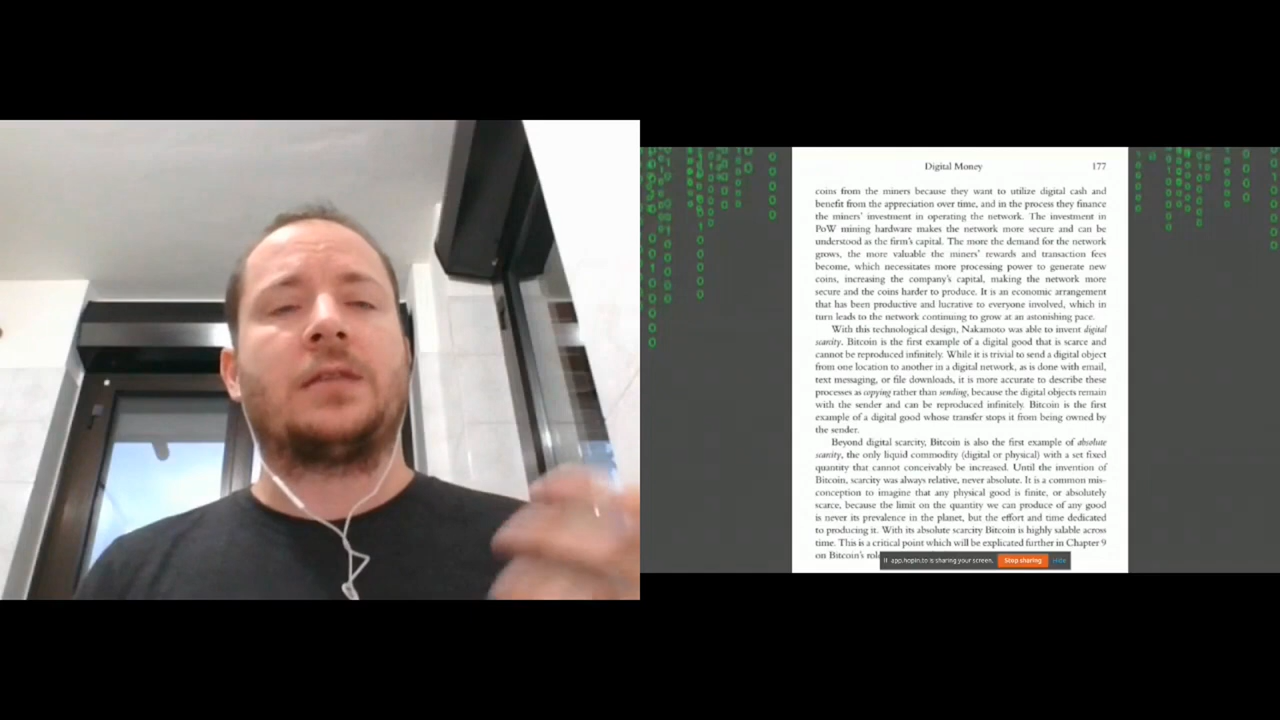 Digital Money 177
coins from the miners because they want to utilize digital cash and
benefit from the appreciation over time, and in the process they finance
the miners' investment in operating the network. The investment in
PoW mining hardware makes the network more secure and can be
understood as the firm's capital. The more the demand for the network
grows, the more valuable the miners' rewards and transaction fees
become, which necessitates more processing power to generate new
coins, increasing the company's capital, making the network more
secure and the coins harder to produce. It is an economic arrangement
that has been productive and lucrative to everyone involved, which in
turn leads to the network continuing to grow at an astonishing pace.
With this technological design, Nakamoto was able to invent digital
scarcity. Bitcoin is the first example of a digital good that is scarce and
cannot be reproduced infinitely. While it is trivial to send a digital object
from one location to another in a digital network, as is done with email,
text messaging, or file downloads, it is more accurate to describe these
processes as copying rather than sending, because the digital objects remain
with the sender and can be reproduced infinitely. Bitcoin is the first
example of a digital good whose transfer stops it from being owned by
the sender.
Beyond digital scarcity, Bitcoin is also the first example of absolute
scarcity, the only liquid commodity (digital or physical) with a set fixed
quantity that cannot conceivably be increased. Until the invention of
Bitcoin, scarcity was always relative, never absolute. It is a common mis-
conception to imagine that any physical good is finite, or absolutely
scarce, because the limit on the quantity we can produce of any good
is never its prevalence in the planet, but the effort and time dedicated
to producing it. With its absolute scarcity Bitcoin is highly salable across
time. This is a critical point which will be explicated further in Chapter 9
on Bitcoin's
app.hopin.to is sharing your screen. Stop sharing Hide